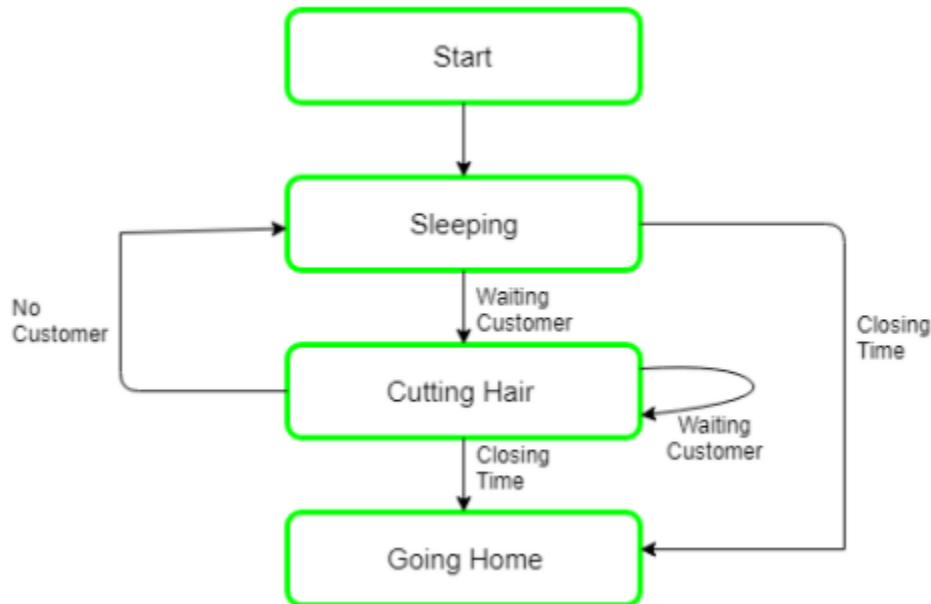 Start
Sleeping
Waiting
Customer
No
Customer
Closing
Time
Cutting Hair
Waiting
Customer
Closing
Time
Going Home